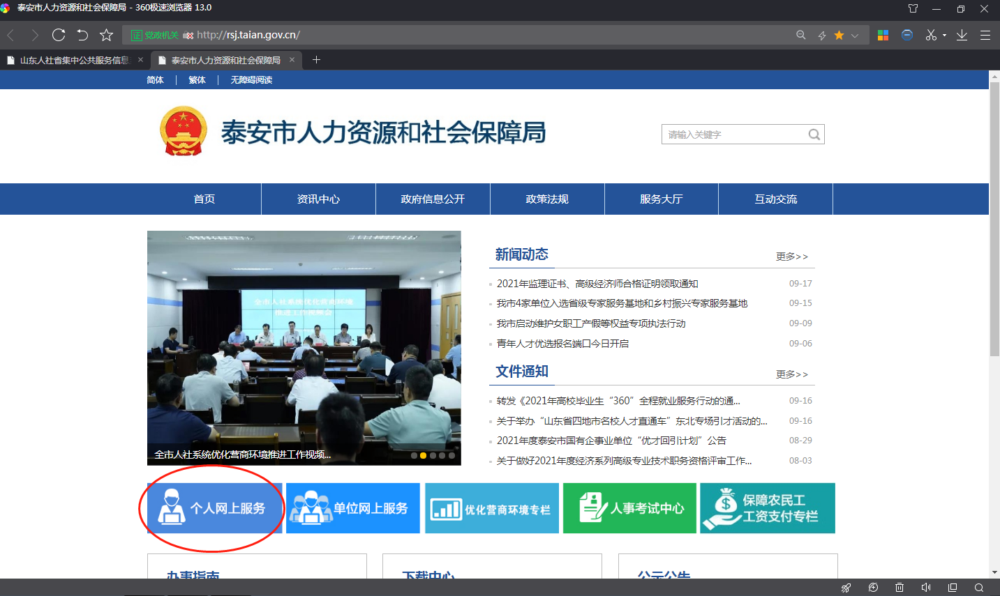 泰安市人力资源和社会保障局 - 360极速浏览器 13.0
证 党政机关 http://rsj.taian.gov.cn/
山东人社省集中公共服务信息 泰安市人力资源和社会保障局
简体 繁体 无障碍阅读
泰安市人力资源和社会保障局
请输入关键字
首页 资讯中心 政府信息公开 政策法规 服务大厅 互动交流
全市人社系统优化营商环境
推进工作视频会
全市人社系统优化营商环境推进工作视频...
新闻动态 更多>>
2021年监理证书、高级经济师合格证明领取通知 09-17
我市4家单位入选省级专家服务基地和乡村振兴专家服务基地 09-15
我市启动维护女职工产假等权益专项执法行动 09-09
青年人才优选报名端口今日开启 09-06
文件通知 更多>>
转发《2021年高校毕业生“360”全程就业服务行动的通... 09-16
关于举办“山东省四地市名校人才直通车”东北专场引才活动的... 09-16
2021年度泰安市国有企事业单位“优才回引计划”公告 08-29
关于做好2021年度经济系列高级专业技术职务资格评审工作... 08-03
个人网上服务 单位网上服务 优化营商环境专栏 人事考试中心 保障农民工
工资支付专栏
办事指南 下载中心 公示公告